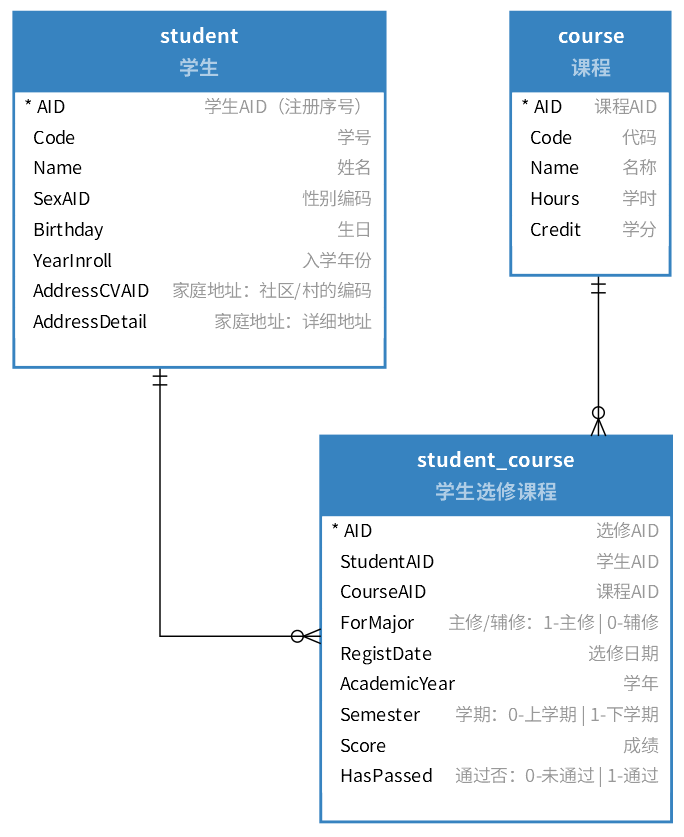 student
学生
* AID 学生AID（注册序号）
Code 学号
Name 姓名
SexAID 性别编码
Birthday 生日
YearInroll 入学年份
AddressCVAID 家庭地址：社区/村的编码
AddressDetail 家庭地址：详细地址
course
课程
* AID 课程AID
Code 代码
Name 名称
Hours 学时
Credit 学分
student_course
学生选修课程
* AID 选修AID
StudentAID 学生AID
CourseAID 课程AID
ForMajor 主修/辅修：1-主修 | 0-辅修
RegistDate 选修日期
AcademicYear 学年
Semester 学期：0-上学期 | 1-下学期
Score 成绩
HasPassed 通过否：0-未通过 | 1-通过